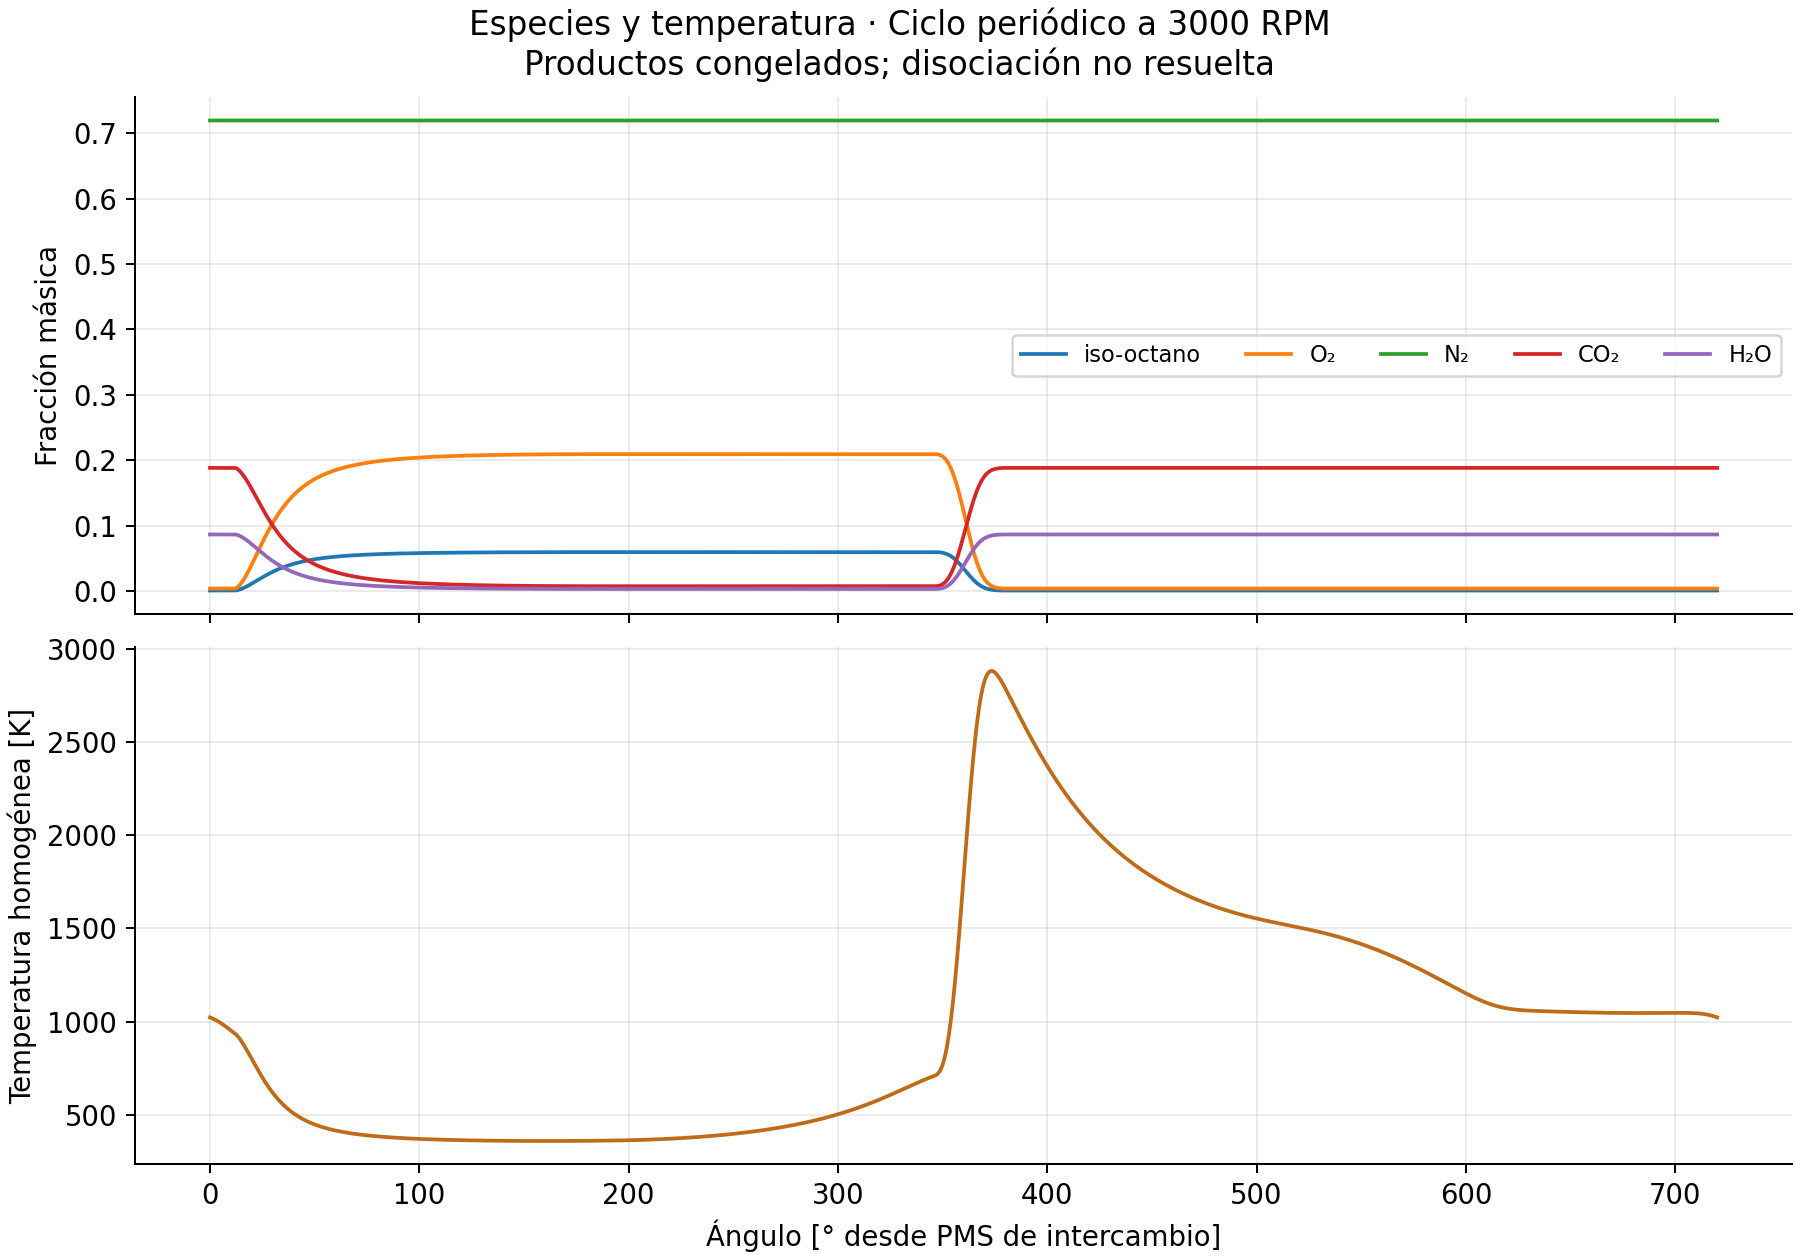 Especies y temperatura · Ciclo periódico a 3000 RPM
Productos congelados; disociación no resuelta
Fracción másica
0.7
0.6
0.5
0.4
0.3
0.2
0.1
0.0
iso-octano O₂ N₂ CO₂ H₂O
Temperatura homogénea [K]
3000
2500
2000
1500
1000
500
0 100 200 300 400 500 600 700
Ángulo [° desde PMS de intercambio]